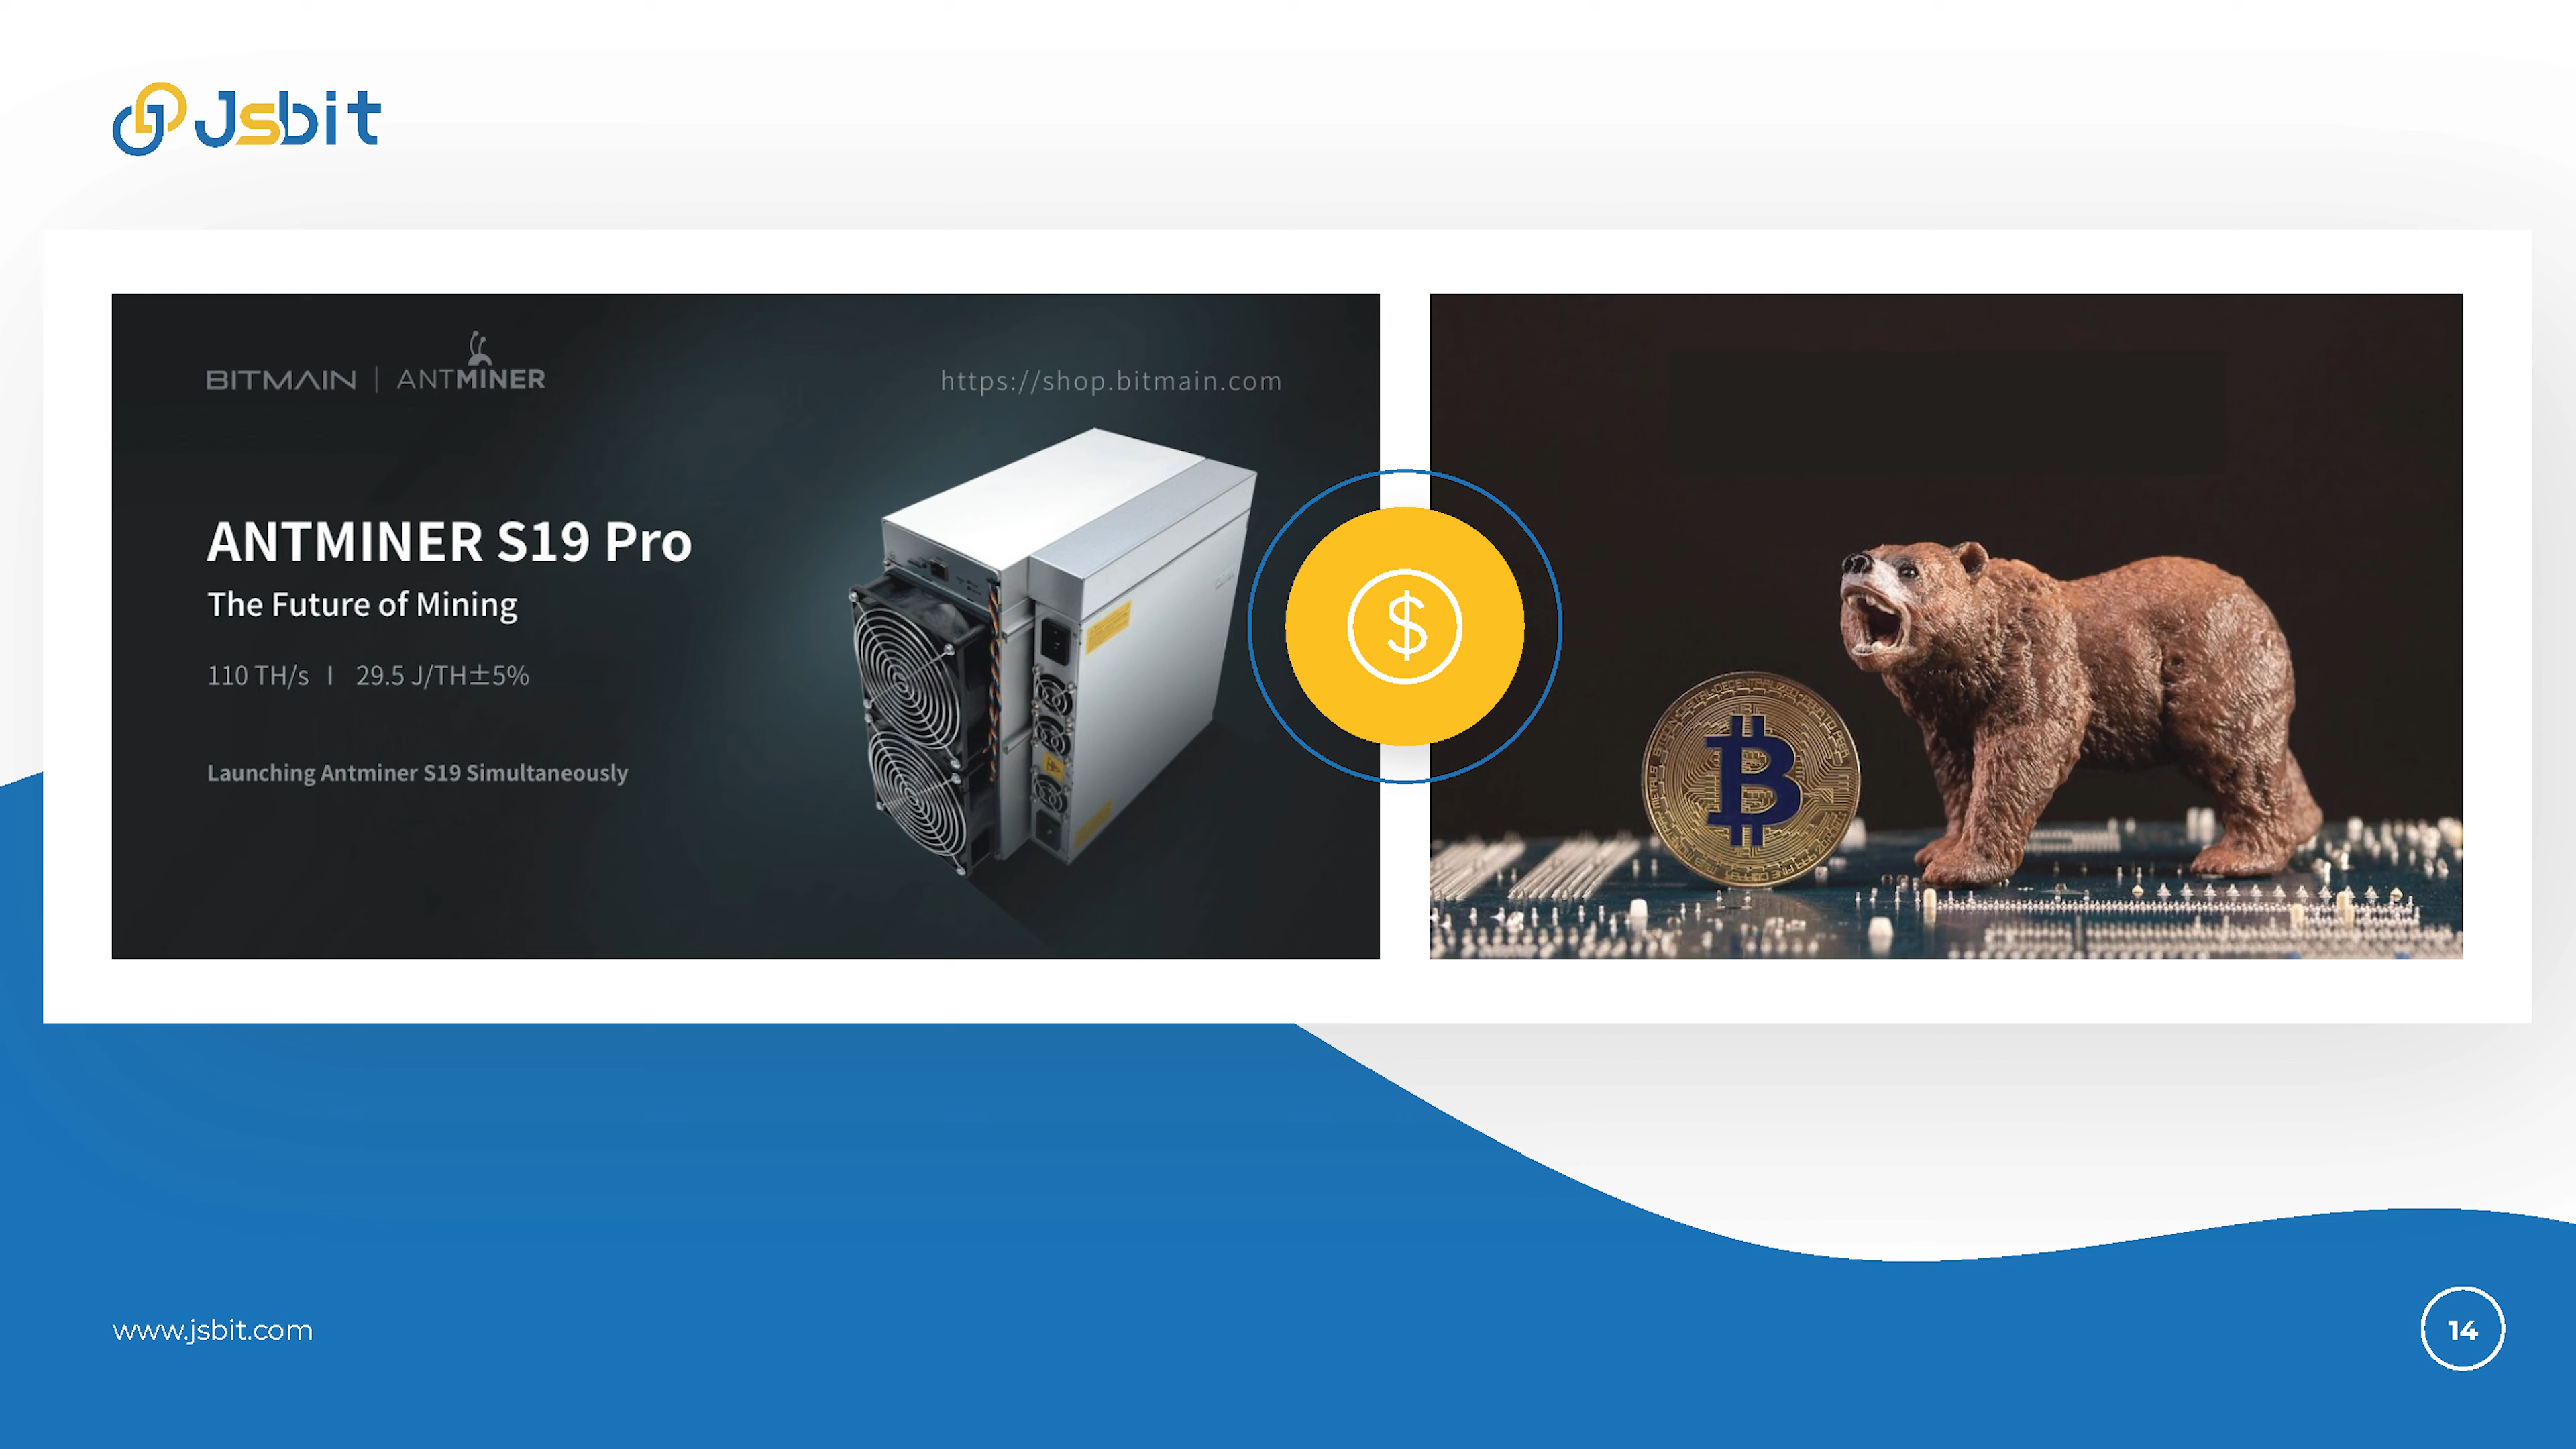 Jsbit
BITMAIN | ANTMINER
https://shop.bitmain.com
ANTMINER S19 Pro
The Future of Mining
110 TH/s I 29.5 J/TH±5%
Launching Antminer S19 Simultaneously
$
www.jsbit.com
14